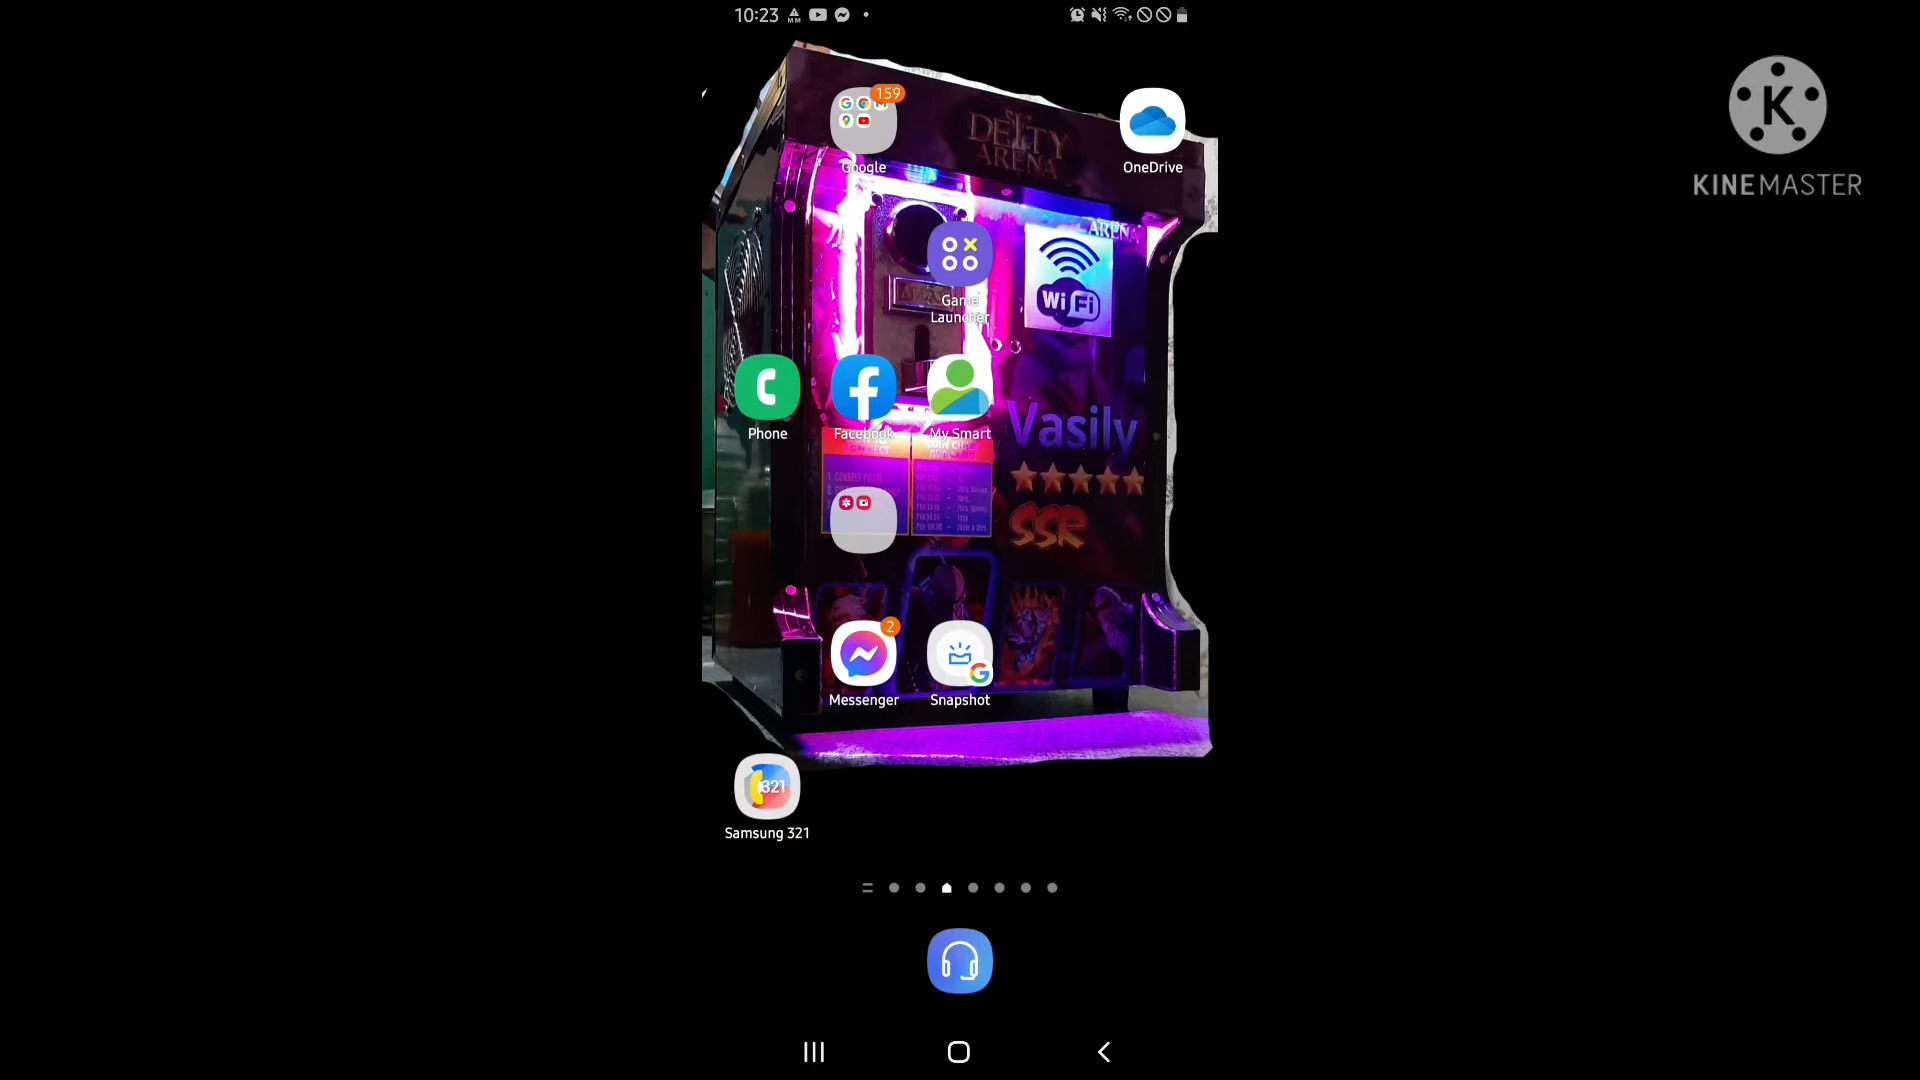 10:23
KINEMASTER
159
DEITY
ARENA
Google
OneDrive
ARENA
Wi Fi
Game
Launcher
Phone
Facebook
My Smart
Vasily
SSR
2
Messenger
Snapshot
321
Samsung 321